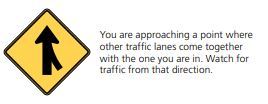 You are approaching a point where
other traffic lanes come together
with the one you are in. Watch for
traffic from that direction.